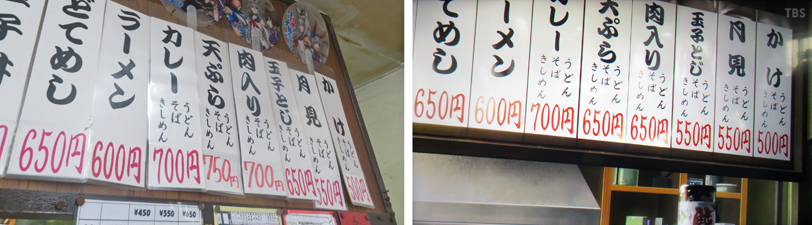 かけ
うどん
そば
きしめん
500円
月見
うどん
そば
きしめん
550円
玉子とじ
うどん
そば
きしめん
650円
肉入り
うどん
そば
きしめん
700円
天ぷら
うどん
そば
きしめん
750円
カレー
うどん
そば
きしめん
700円
ラーメン
600円
どてめし
650円
¥450 ¥550 ¥650
TBS
かけ
うどん
そば
きしめん
500円
月見
うどん
そば
きしめん
550円
玉子とじ
うどん
そば
きしめん
550円
肉入り
うどん
そば
きしめん
650円
天ぷら
うどん
そば
きしめん
650円
カレー
うどん
そば
きしめん
700円
ーメン
600円
てめし
650円